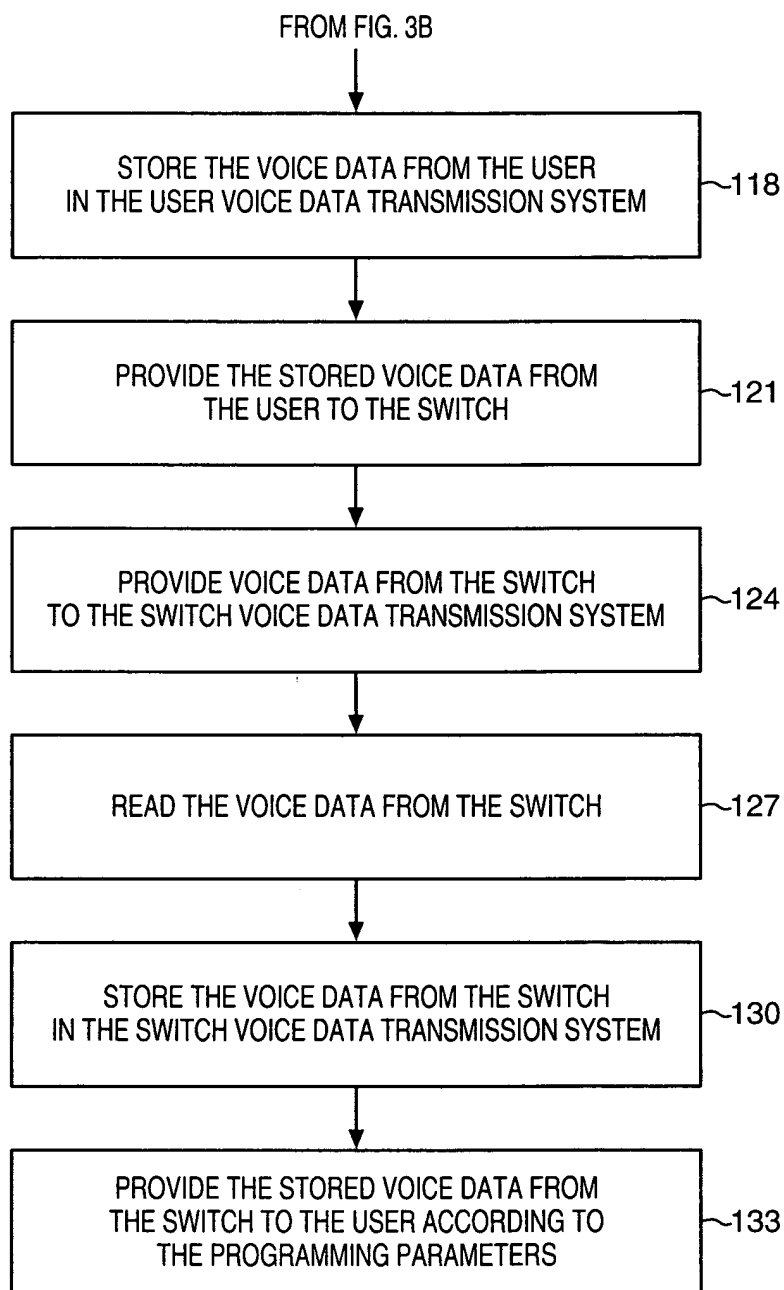 FROM FIG. 3B
STORE THE VOICE DATA FROM THE USER
IN THE USER VOICE DATA TRANSMISSION SYSTEM
118
PROVIDE THE STORED VOICE DATA FROM
THE USER TO THE SWITCH
121
PROVIDE VOICE DATA FROM THE SWITCH
TO THE SWITCH VOICE DATA TRANSMISSION SYSTEM
124
READ THE VOICE DATA FROM THE SWITCH
127
STORE THE VOICE DATA FROM THE SWITCH
IN THE SWITCH VOICE DATA TRANSMISSION SYSTEM
130
PROVIDE THE STORED VOICE DATA FROM
THE SWITCH TO THE USER ACCORDING TO
THE PROGRAMMING PARAMETERS
133